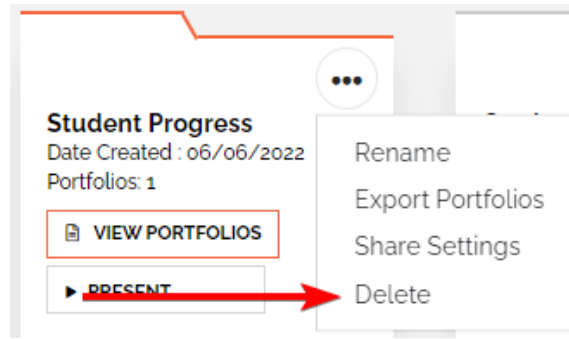 Student Progress
Date Created : 06/06/2022
Portfolios: 1
VIEW PORTFOLIOS
PRESENT
Rename
Export Portfolios
Share Settings
Delete